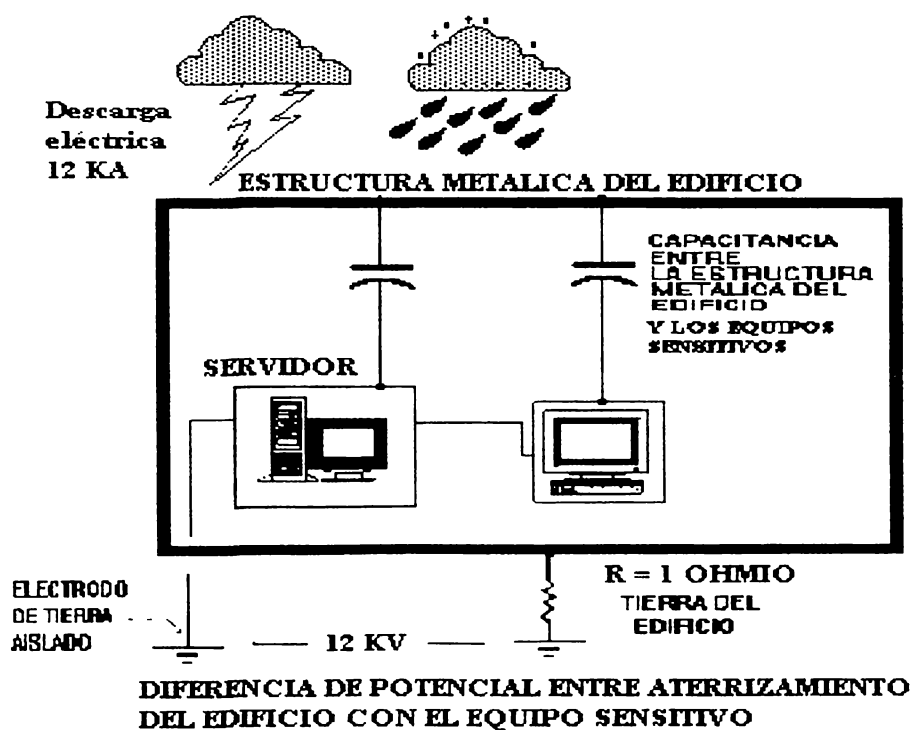 Descarga
eléctrica
12 KA
ESTRUCTURA METALICA DEL EDIFICIO
CAPACITANCIA
ENTRE
LA ESTRUCTURA
METÁLICA DEL
EDIFICIO
Y LOS EQUIPOS
SENSITIVOS
SERVIDOR
R = 1 OHMIO
TIERRA DEL
EDIFICIO
ELECTRODO
DE TIERRA
AISLADO
12 KV
DIFERENCIA DE POTENCIAL ENTRE ATERRIZAMIENTO
DEL EDIFICIO CON EL EQUIPO SENSITIVO